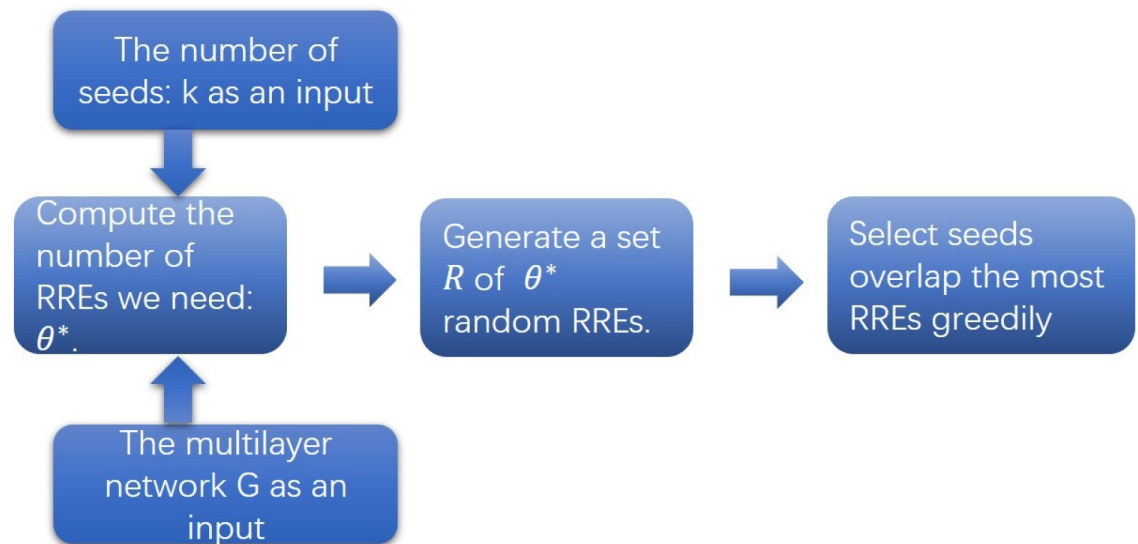 The number of
seeds: k as an input
Compute the
number of
RREs we need:
θ*.
Generate a set
R of θ*
random RREs.
Select seeds
overlap the most
RREs greedily
The multilayer
network G as an
input